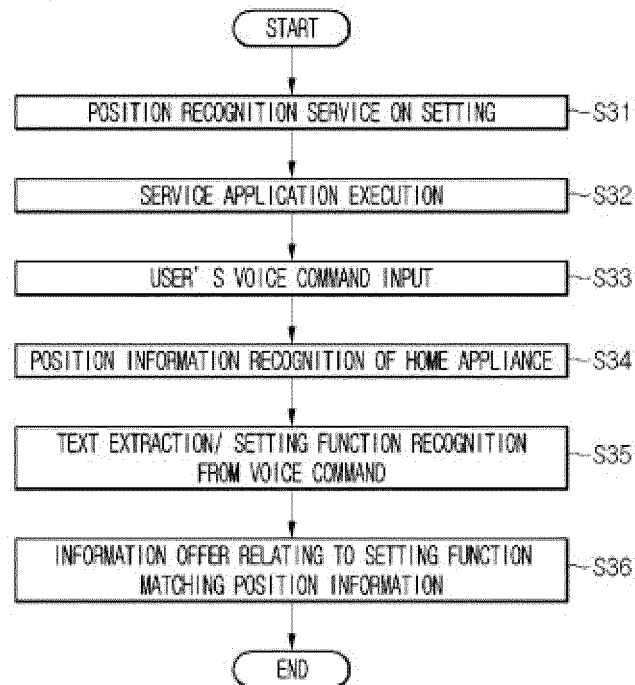 START
POSITION RECOGNITION SERVICE ON SETTING
S31
SERVICE APPLICATION EXECUTION
S32
USER' S VOICE COMMAND INPUT
S33
POSITION INFORMATION RECOGNITION OF HOME APPLIANCE
S34
TEXT EXTRACTION/ SETTING FUNCTION RECOGNITION
FROM VOICE COMMAND
S35
INFORMATION OFFER RELATING TO SETTING FUNCTION
MATCHING POSITION INFORMATION
S36
END